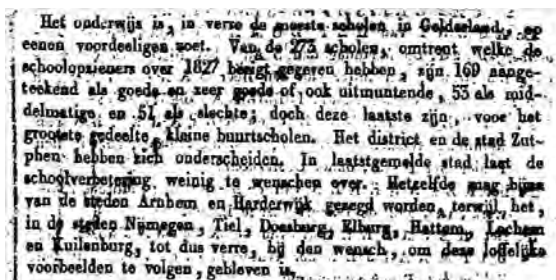 Het onderwijs is, in verre de meeste scholen in Gelderland, op
eenen voordeeligen voet. Van de 273 scholen, omtrent welke de
schoolopzieners over 1827 berigt gegeven hebben, zijn 169 aange-
teekend als goede en zeer goede of ook uitmuntende, 53 als mid-
delmatige en 51 als slechte; doch deze laatste zijn, voor het
grootste gedeelte, kleine buurtscholen. Het district en de stad Zut-
phen hebben zich onderscheiden. In laatstgemelde stad laat de
schoolverbetering weinig te wenschen over. Hetzelfde mag bijna
van de steden Arnhem en Harderwijk gezegd worden, terwijl het,
in de steden Nijmegen, Tiel, Doesburg, Elburg, Hattem, Lochem
en Kuilenburg, tot dus verre, bij den wensch, om deze loffelijke
voorbeelden te volgen, gebleven is.